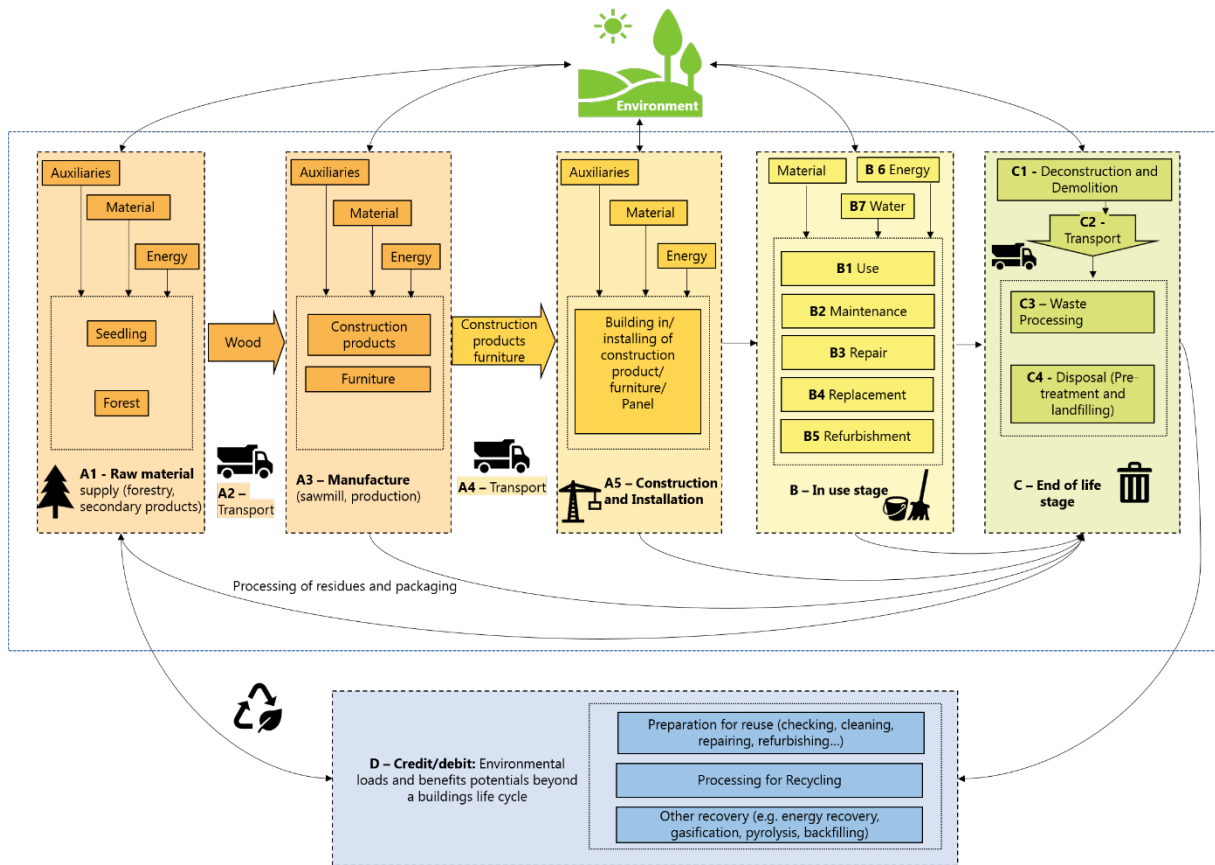 Environment
Auxiliaries
Material
Energy
Seedling
Forest
A1 - Raw material
supply (forestry,
secondary products)
Wood
A2 –
Transport
Auxiliaries
Material
Energy
Construction
products
Furniture
A3 – Manufacture
(sawmill, production)
Construction
products
furniture
A4 – Transport
Auxiliaries
Material
Energy
Building in/
installing of
construction
product/
furniture/
Panel
A5 – Construction
and Installation
Material
B 6 Energy
B7 Water
B1 Use
B2 Maintenance
B3 Repair
B4 Replacement
B5 Refurbishment
B – In use stage
C1 - Deconstruction and
Demolition
C2 -
Transport
C3 – Waste
Processing
C4 - Disposal (Pre-
treatment and
landfilling)
C – End of life
stage
Processing of residues and packaging
D – Credit/debit: Environmental
loads and benefits potentials beyond
a buildings life cycle
Preparation for reuse (checking, cleaning,
repairing, refurbishing...)
Processing for Recycling
Other recovery (e.g. energy recovery,
gasification, pyrolysis, backfilling)